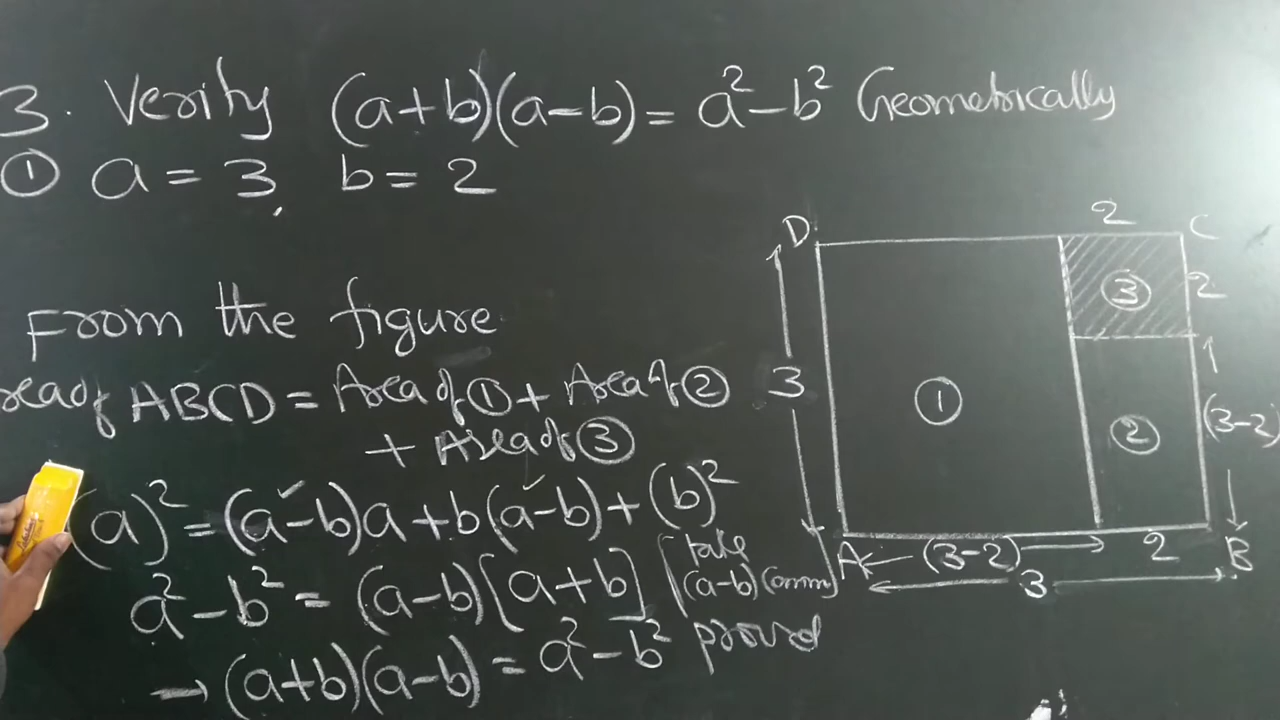 3. Verify (a+b)(a-b) = a²-b² Geometrically
① a = 3, b = 2
From the figure
rea of ABCD = Area of ① + Area of ②
+ Area of ③
(a)² = (a-b)a + b(a-b) + (b)²
a²-b² = (a-b)[a+b] [take
(a-b) comm]
→ (a+b)(a-b) = a²-b² proved
D 2 C
③ 2
3 ① ② (3-2)
A (3-2) 2 B
3